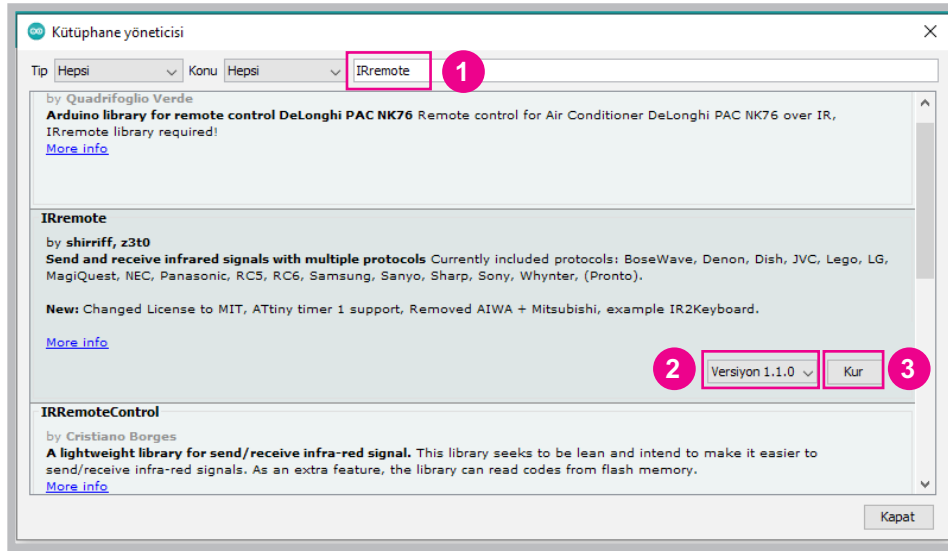 Kütüphane yöneticisi
Tip Hepsi Konu Hepsi IRremote 1
by Quadrifoglio Verde
Arduino library for remote control DeLonghi PAC NK76 Remote control for Air Conditioner DeLonghi PAC NK76 over IR,
IRremote library required!
More info
IRremote
by shirriff, z3t0
Send and receive infrared signals with multiple protocols Currently included protocols: BoseWave, Denon, Dish, JVC, Lego, LG,
MagiQuest, NEC, Panasonic, RC5, RC6, Samsung, Sanyo, Sharp, Sony, Whynter, (Pronto).
New: Changed License to MIT, ATtiny timer 1 support, Removed AIWA + Mitsubishi, example IR2Keyboard.
More info
2 Versiyon 1.1.0 Kur 3
IRRemoteControl
by Cristiano Borges
A lightweight library for send/receive infra-red signal. This library seeks to be lean and intend to make it easier to
send/receive infra-red signals. As an extra feature, the library can read codes from flash memory.
More info
Kapat